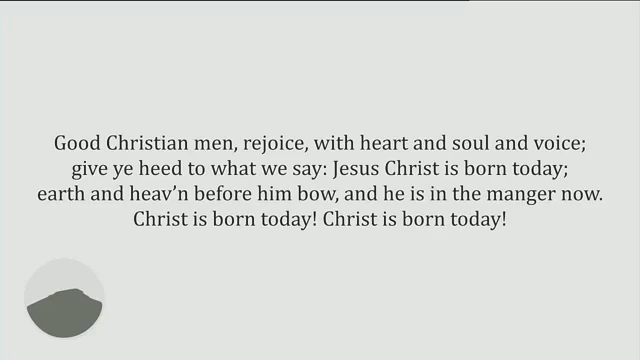 Good Christian men, rejoice, with heart and soul and voice;
give ye heed to what we say: Jesus Christ is born today;
earth and heav’n before him bow, and he is in the manger now.
Christ is born today! Christ is born today!